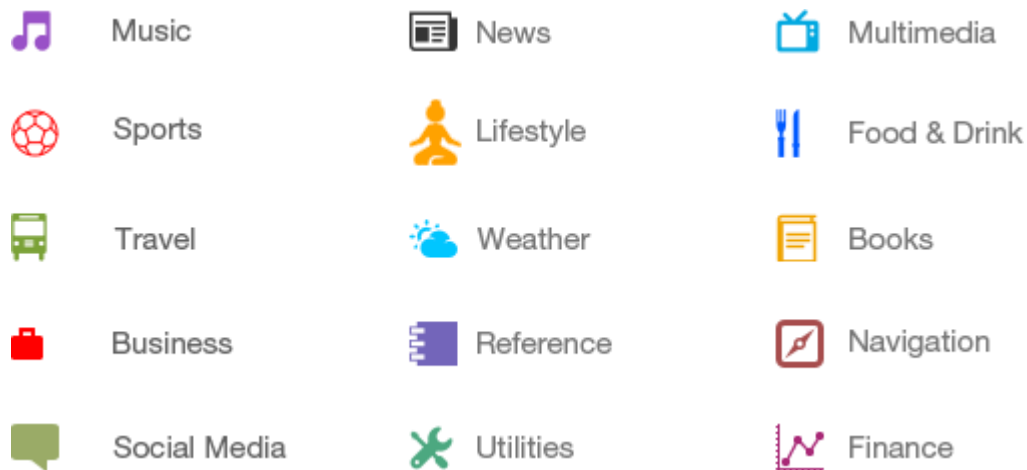 Music
News
Multimedia
Sports
Lifestyle
Food & Drink
Travel
Weather
Books
Business
Reference
Navigation
Social Media
Utilities
Finance